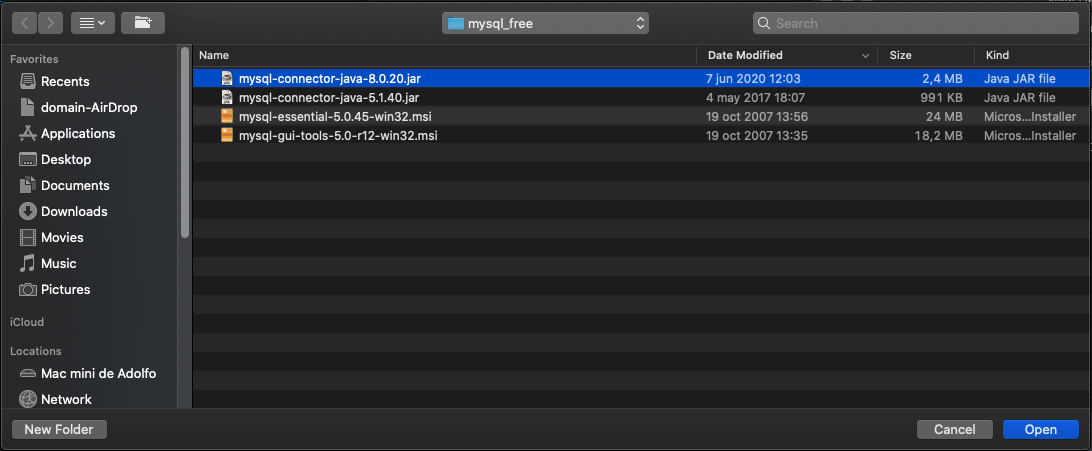 mysql_free
Search
Favorites
Recents
domain-AirDrop
Applications
Desktop
Documents
Downloads
Movies
Music
Pictures
iCloud
Locations
Mac mini de Adolfo
Network
Name Date Modified Size Kind
mysql-connector-java-8.0.20.jar 7 jun 2020 12:03 2,4 MB Java JAR file
mysql-connector-java-5.1.40.jar 4 may 2017 18:07 991 KB Java JAR file
mysql-essential-5.0.45-win32.msi 19 oct 2007 13:56 24 MB Micros...Installer
mysql-gui-tools-5.0-r12-win32.msi 19 oct 2007 13:35 18,2 MB Micros...Installer
New Folder Cancel Open